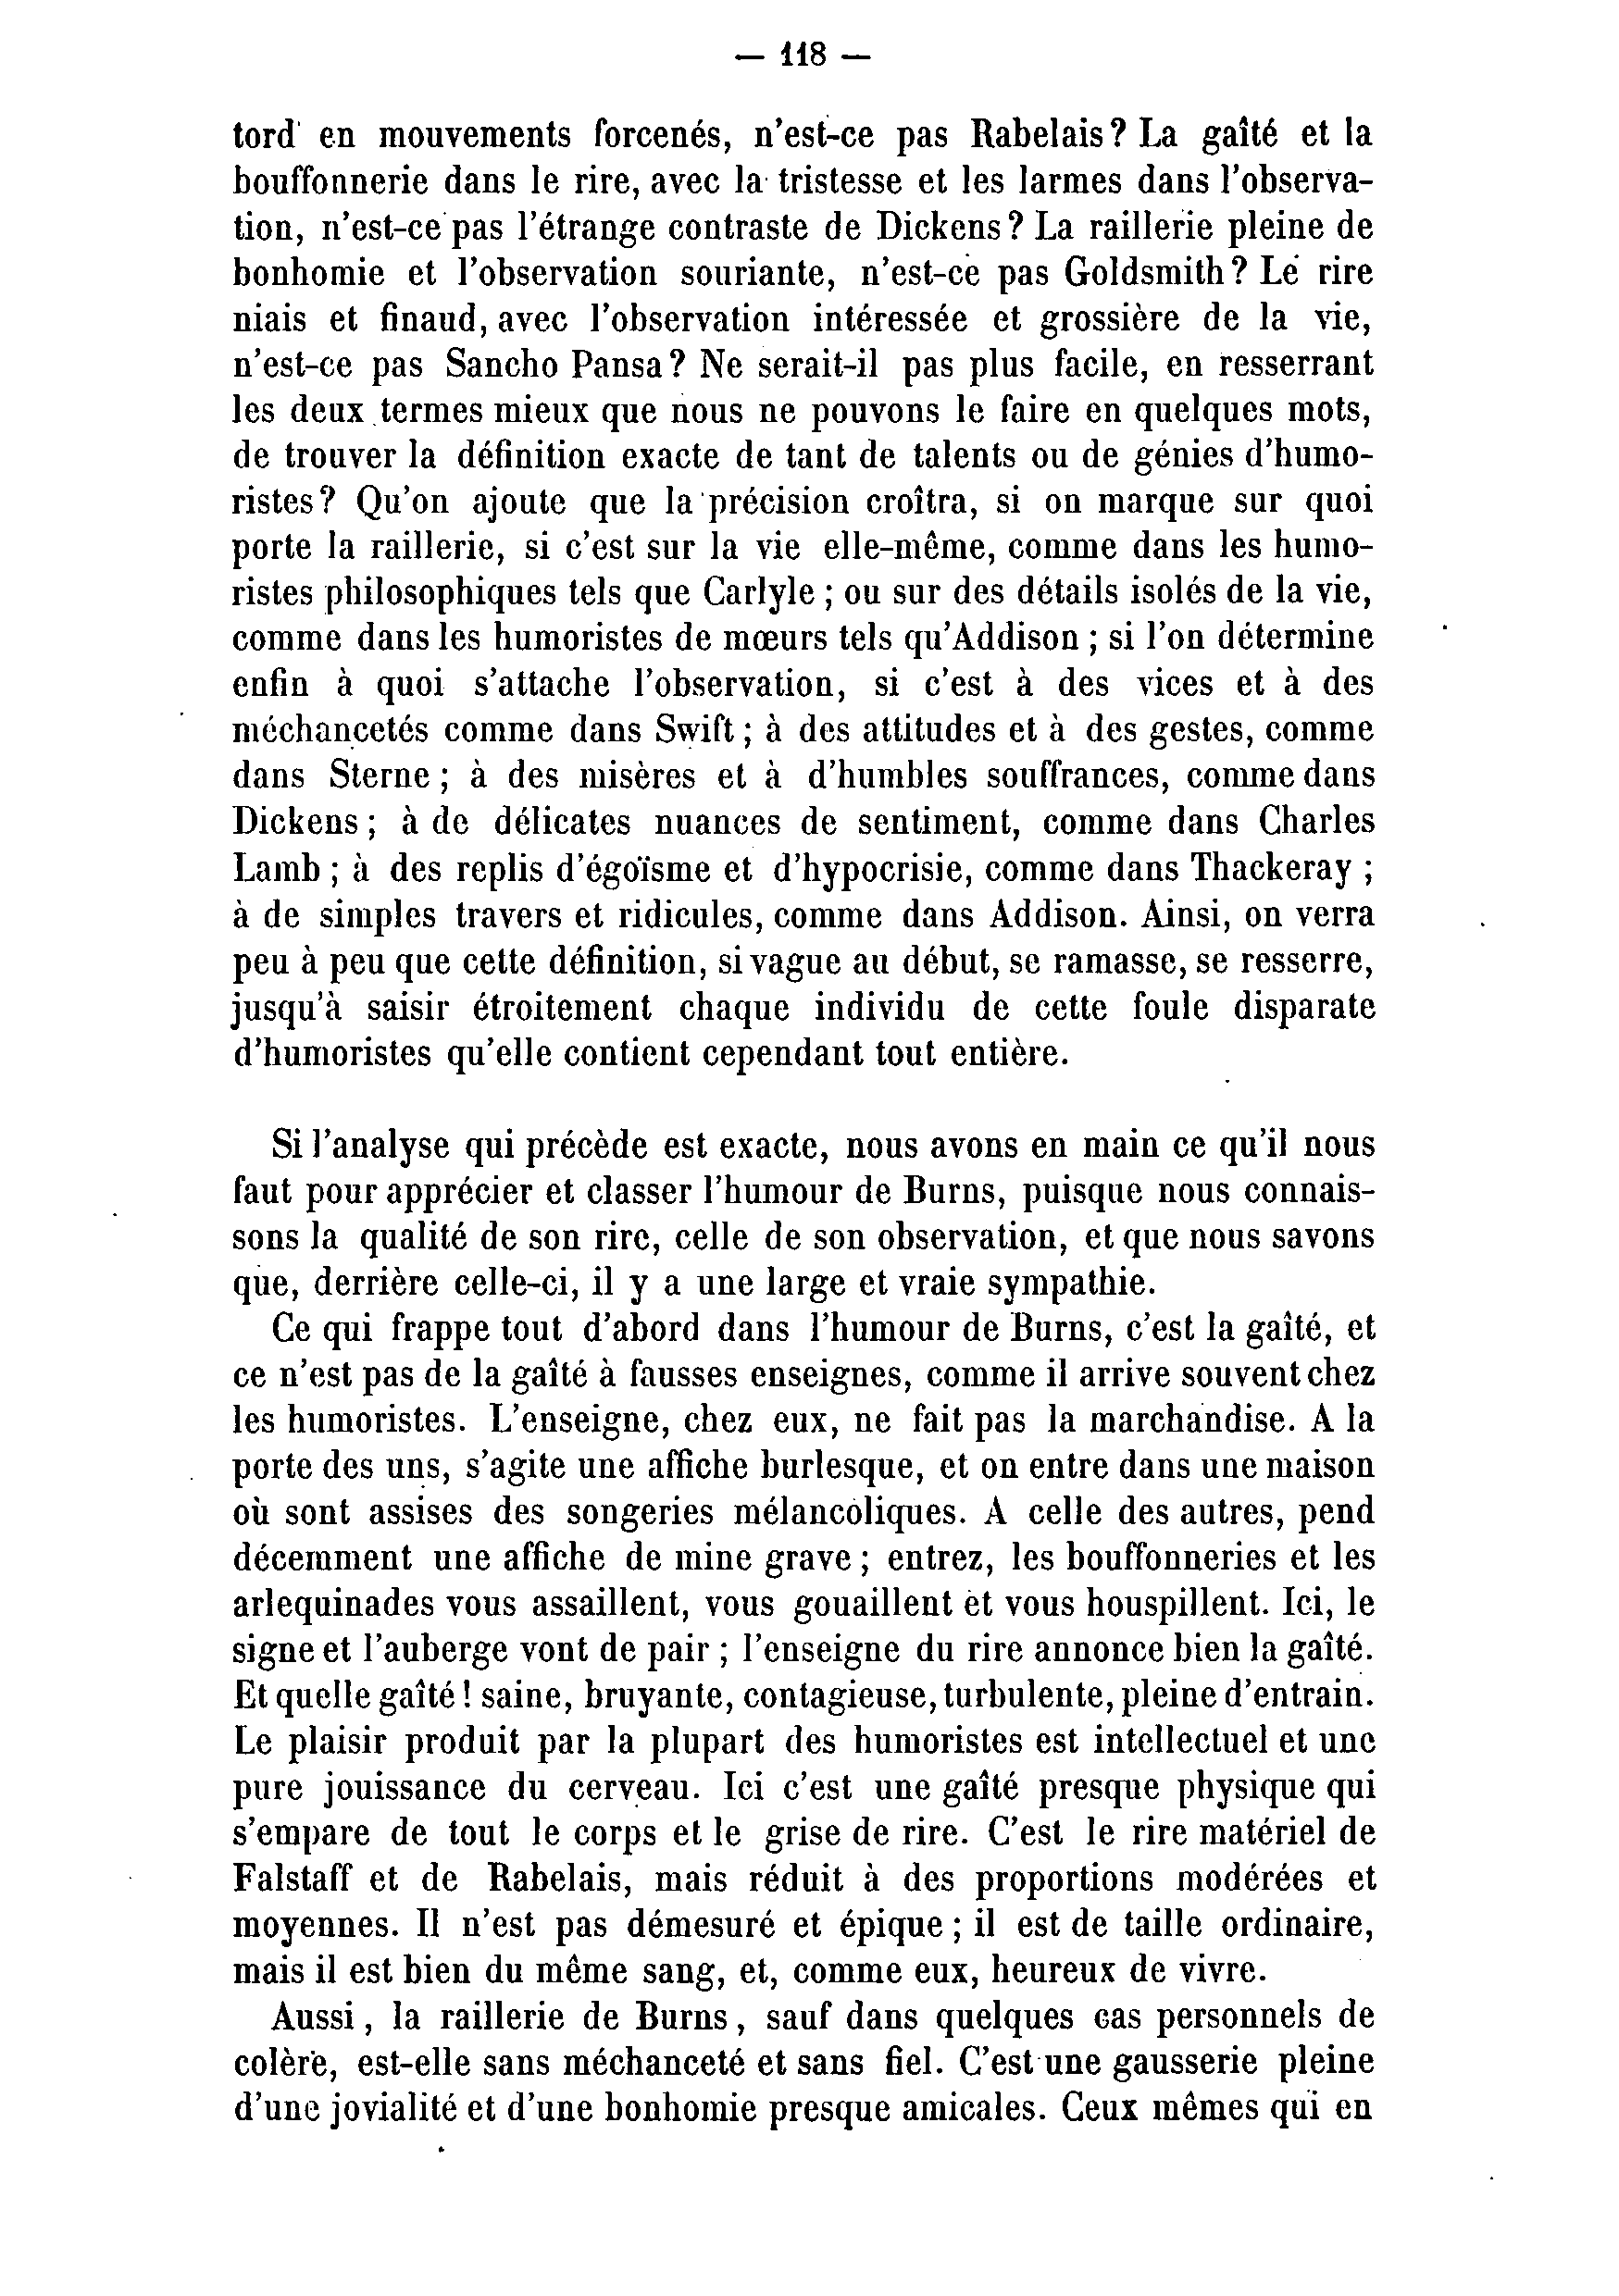 — 118 —
tord en mouvements forcenés, n'est-ce pas Rabelais ? La gaîté et la
bouffonnerie dans le rire, avec la tristesse et les larmes dans l'observa-
tion, n'est-ce pas l'étrange contraste de Dickens ? La raillerie pleine de
bonhomie et l'observation souriante, n'est-ce pas Goldsmith ? Le rire
niais et finaud, avec l'observation intéressée et grossière de la vie,
n'est-ce pas Sancho Pansa ? Ne serait-il pas plus facile, en resserrant
les deux termes mieux que nous ne pouvons le faire en quelques mots,
de trouver la définition exacte de tant de talents ou de génies d'humo-
ristes ? Qu'on ajoute que la précision croîtra, si on marque sur quoi
porte la raillerie, si c'est sur la vie elle-même, comme dans les humo-
ristes philosophiques tels que Carlyle ; ou sur des détails isolés de la vie,
comme dans les humoristes de mœurs tels qu'Addison ; si l'on détermine
enfin à quoi s'attache l'observation, si c'est à des vices et à des
méchancetés comme dans Swift ; à des attitudes et à des gestes, comme
dans Sterne ; à des misères et à d'humbles souffrances, comme dans
Dickens ; à de délicates nuances de sentiment, comme dans Charles
Lamb ; à des replis d'égoïsme et d'hypocrisie, comme dans Thackeray ;
à de simples travers et ridicules, comme dans Addison. Ainsi, on verra
peu à peu que cette définition, si vague au début, se ramasse, se resserre,
jusqu'à saisir étroitement chaque individu de cette foule disparate
d'humoristes qu'elle contient cependant tout entière.
Si l'analyse qui précède est exacte, nous avons en main ce qu'il nous
faut pour apprécier et classer l'humour de Burns, puisque nous connais-
sons la qualité de son rire, celle de son observation, et que nous savons
que, derrière celle-ci, il y a une large et vraie sympathie.
Ce qui frappe tout d'abord dans l'humour de Burns, c'est la gaîté, et
ce n'est pas de la gaîté à fausses enseignes, comme il arrive souvent chez
les humoristes. L'enseigne, chez eux, ne fait pas la marchandise. A la
porte des uns, s'agite une affiche burlesque, et on entre dans une maison
où sont assises des songeries mélancoliques. A celle des autres, pend
décemment une affiche de mine grave ; entrez, les bouffonneries et les
arlequinades vous assaillent, vous gouaillent et vous houspillent. Ici, le
signe et l'auberge vont de pair ; l'enseigne du rire annonce bien la gaîté.
Et quelle gaîté ! saine, bruyante, contagieuse, turbulente, pleine d'entrain.
Le plaisir produit par la plupart des humoristes est intellectuel et une
pure jouissance du cerveau. Ici c'est une gaîté presque physique qui
s'empare de tout le corps et le grise de rire. C'est le rire matériel de
Falstaff et de Rabelais, mais réduit à des proportions modérées et
moyennes. Il n'est pas démesuré et épique ; il est de taille ordinaire,
mais il est bien du même sang, et, comme eux, heureux de vivre.
Aussi, la raillerie de Burns, sauf dans quelques cas personnels de
colère, est-elle sans méchanceté et sans fiel. C'est une gausserie pleine
d'une jovialité et d'une bonhomie presque amicales. Ceux mêmes qui en